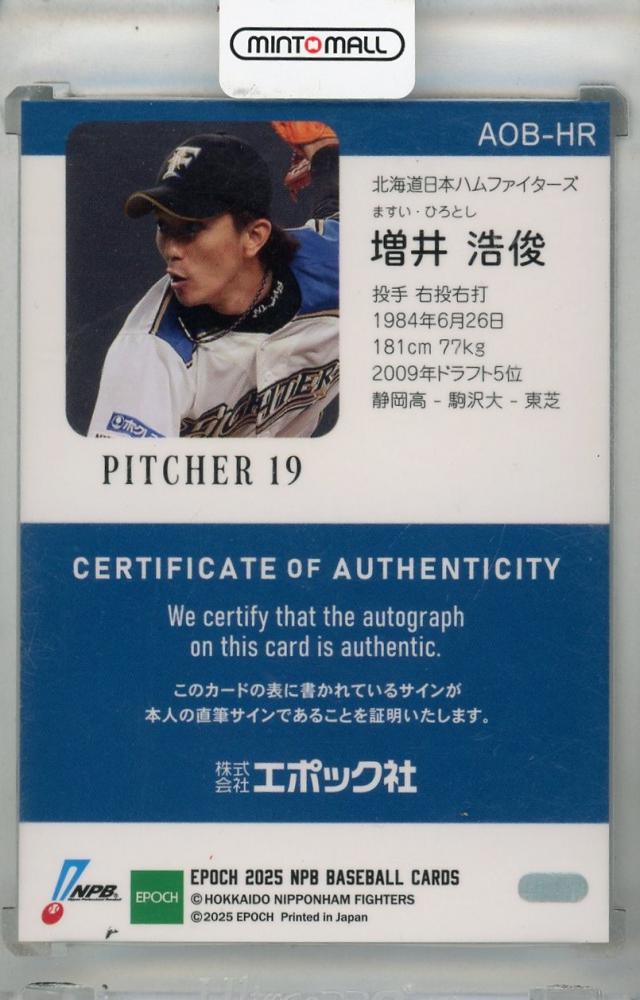 MINTOMALL
AOB-HR
北海道日本ハムファイターズ
ますい・ひろとし
増井 浩俊
投手 右投右打
1984年6月26日
181cm 77kg
2009年ドラフト5位
静岡高 - 駒沢大 - 東芝
PITCHER 19
CERTIFICATE OF AUTHENTICITY
We certify that the autograph
on this card is authentic.
このカードの表に書かれているサインが
本人の直筆サインであることを証明いたします。
株式会社エポック社
NPB
EPOCH
EPOCH 2025 NPB BASEBALL CARDS
©HOKKAIDO NIPPONHAM FIGHTERS
©2025 EPOCH Printed in Japan